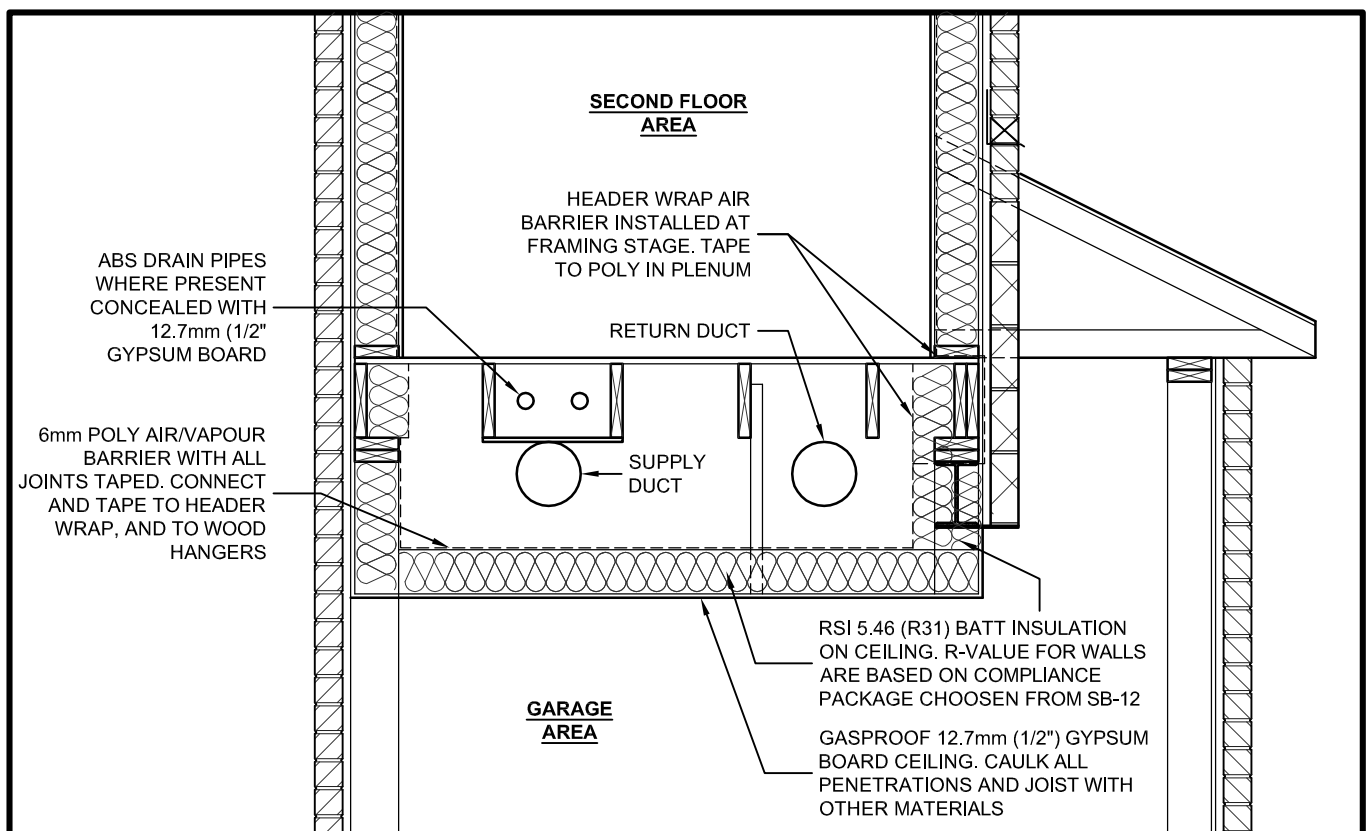 SECOND FLOOR
AREA
HEADER WRAP AIR
BARRIER INSTALLED AT
FRAMING STAGE. TAPE
TO POLY IN PLENUM
ABS DRAIN PIPES
WHERE PRESENT
CONCEALED WITH
12.7mm (1/2"
GYPSUM BOARD
RETURN DUCT
6mm POLY AIR/VAPOUR
BARRIER WITH ALL
JOINTS TAPED. CONNECT
AND TAPE TO HEADER
WRAP, AND TO WOOD
HANGERS
SUPPLY
DUCT
RSI 5.46 (R31) BATT INSULATION
ON CEILING. R-VALUE FOR WALLS
ARE BASED ON COMPLIANCE
PACKAGE CHOOSEN FROM SB-12
GARAGE
AREA
GASPROOF 12.7mm (1/2") GYPSUM
BOARD CEILING. CAULK ALL
PENETRATIONS AND JOIST WITH
OTHER MATERIALS